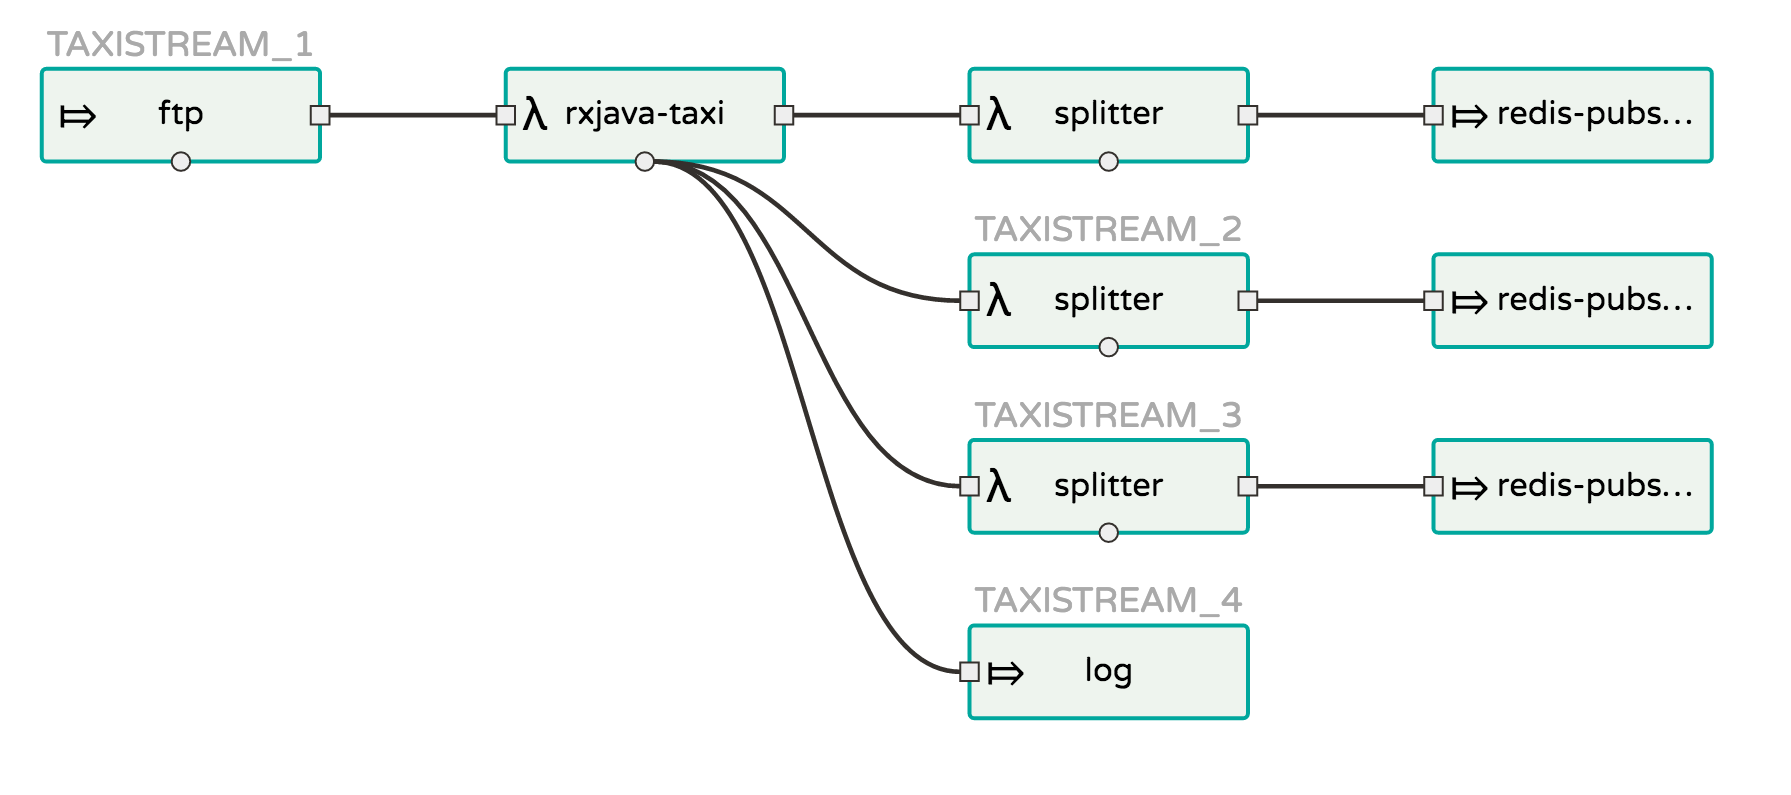 TAXISTREAM_1
ftp
λ rxjava-taxi
λ splitter
redis-pubs...
TAXISTREAM_2
λ splitter
redis-pubs...
TAXISTREAM_3
λ splitter
redis-pubs...
TAXISTREAM_4
log